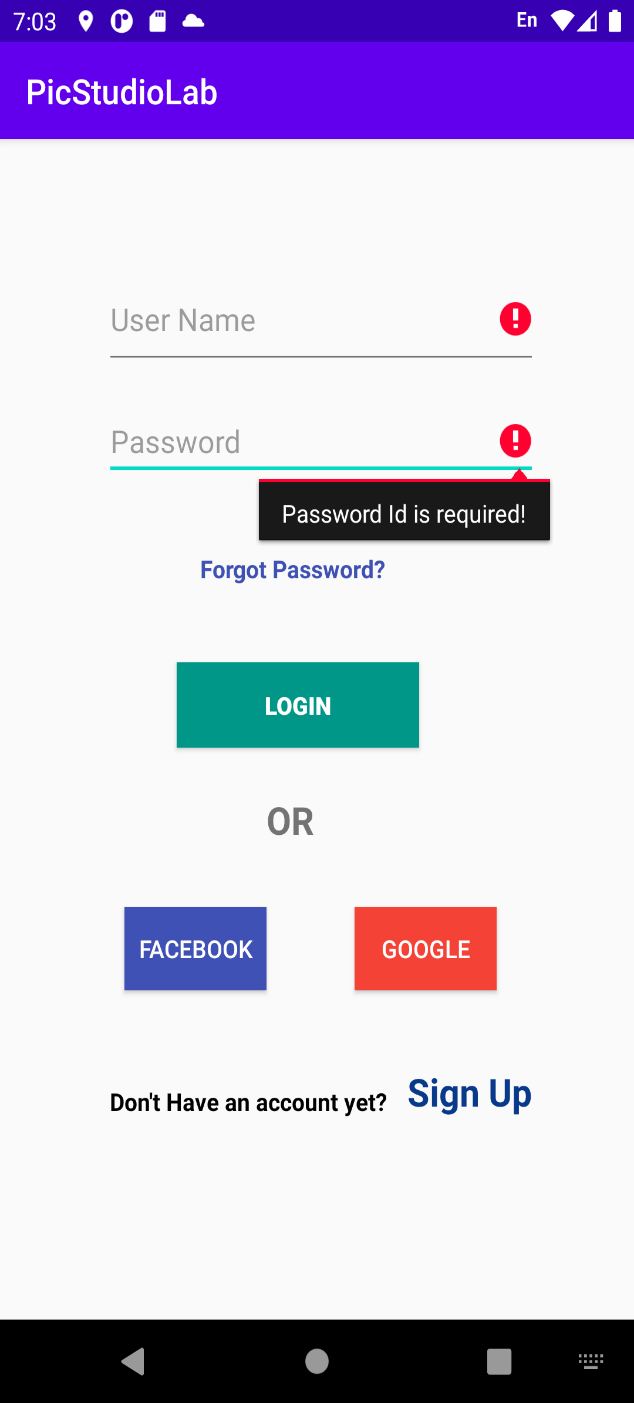 7:03 En
PicStudioLab
User Name
Password
Password Id is required!
Forgot Password?
LOGIN
OR
FACEBOOK GOOGLE
Don't Have an account yet? Sign Up